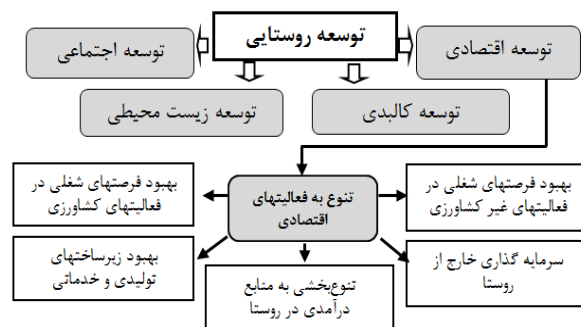 توسعه روستایی
توسعه اقتصادی
توسعه اجتماعی
توسعه کالبدی
توسعه زیست محیطی
تنوع به فعالیتهای
اقتصادی
بهبود فرصتهای شغلی در
فعالیتهای غیر کشاورزی
بهبود فرصتهای شغلی در
فعالیتهای کشاورزی
سرمایه گذاری خارج از
روستا
تنوع‌بخشی به منابع
درآمدی در روستا
بهبود زیرساختهای
تولیدی و خدماتی